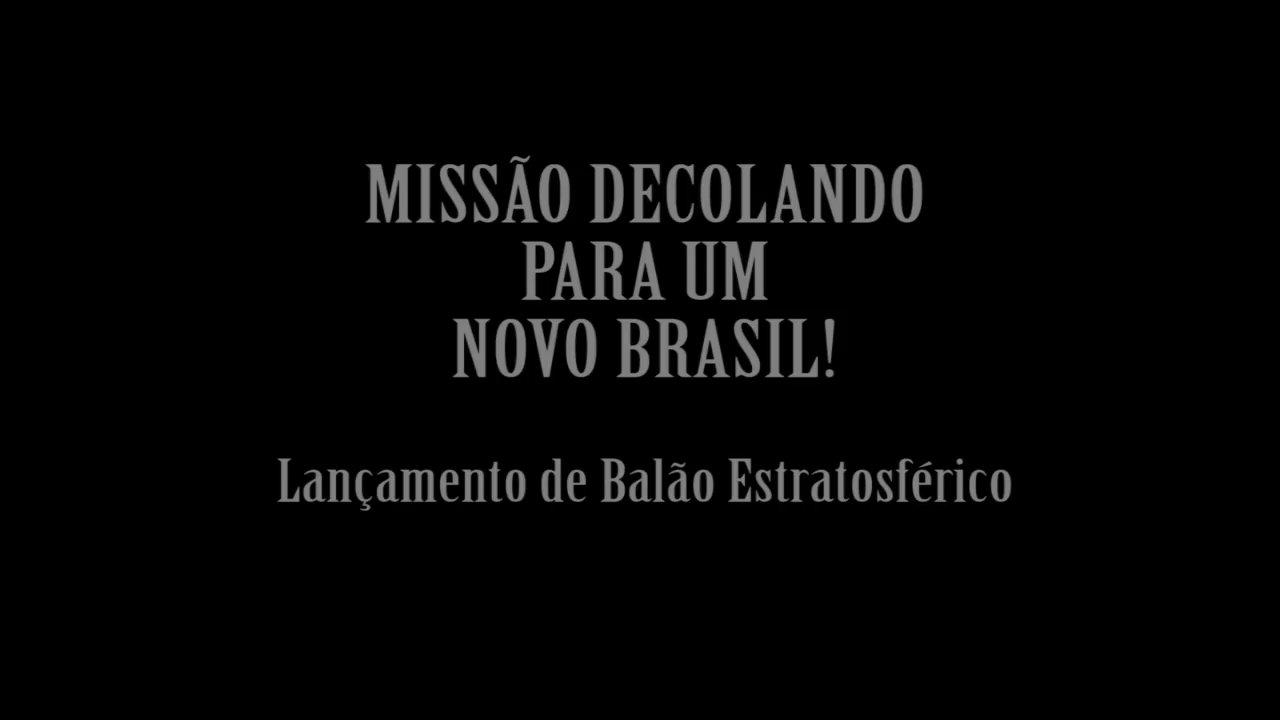 MISSÃO DECOLANDO
PARA UM
NOVO BRASIL!
Lançamento de Balão Estratosférico